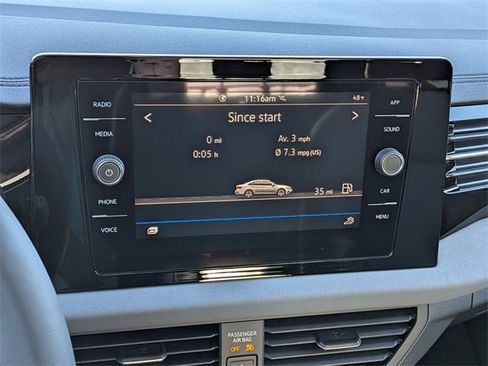 11:16am 48°F
RADIO
MEDIA
PHONE
VOICE
< Since start >
0 mi Av. 3 mph
0:05 h Ø 7.3 mpg (US)
35 mi
APP
SOUND
CAR
MENU
PASSENGER
AIR BAG
OFF